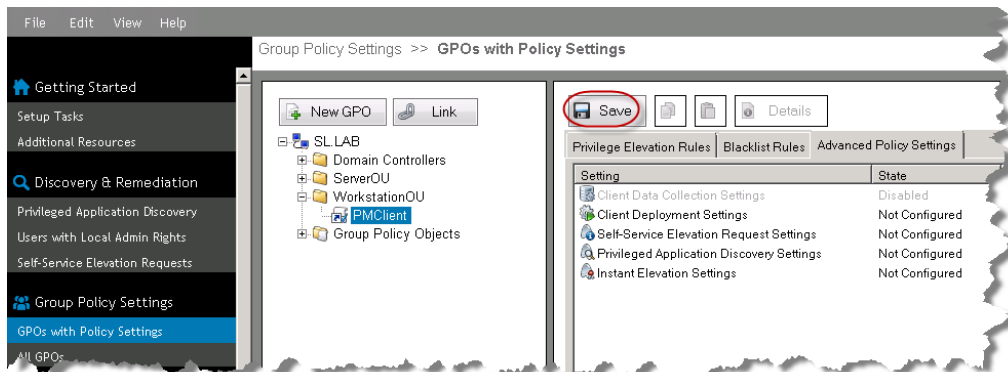 File Edit View Help
Group Policy Settings >> GPOs with Policy Settings
Getting Started
Setup Tasks
Additional Resources
Discovery & Remediation
Privileged Application Discovery
Users with Local Admin Rights
Self-Service Elevation Requests
Group Policy Settings
GPOs with Policy Settings
All GPOs
New GPO Link
SL.LAB
Domain Controllers
ServerOU
WorkstationOU
PMClient
Group Policy Objects
Save Details
Privilege Elevation Rules Blacklist Rules Advanced Policy Settings
Setting State
Client Data Collection Settings Disabled
Client Deployment Settings Not Configured
Self-Service Elevation Request Settings Not Configured
Privileged Application Discovery Settings Not Configured
Instant Elevation Settings Not Configured